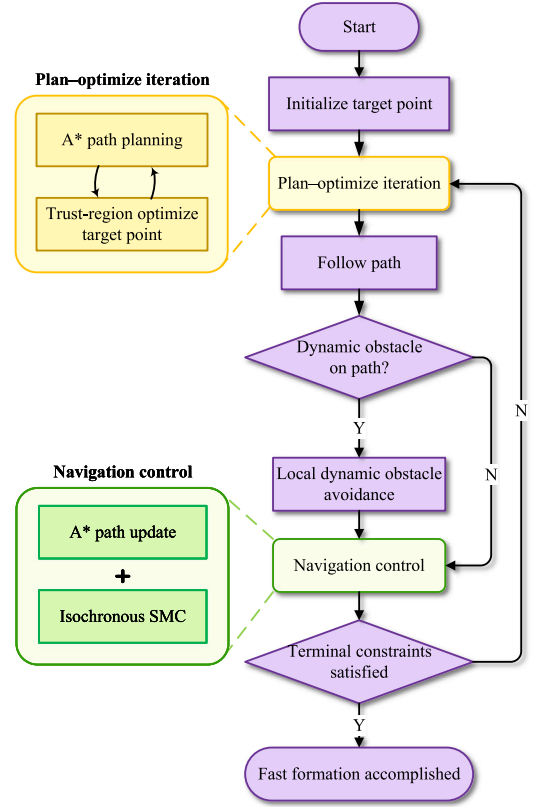 Start
Initialize target point
Plan–optimize iteration
A* path planning
Trust-region optimize
target point
Plan–optimize iteration
Follow path
Dynamic obstacle
on path?
Y
N
N
Local dynamic obstacle
avoidance
Navigation control
A* path update
+
Isochronous SMC
Navigation control
Terminal constraints
satisfied
Y
Fast formation accomplished